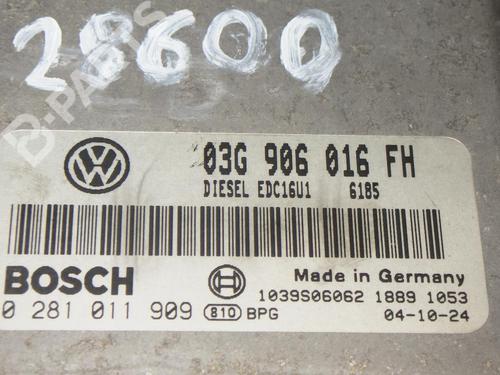 28600
B-PARTS
03G 906 016 FH
DIESEL EDC16U1 6185
BOSCH
Made in Germany
0 281 011 909
810 BPG
1039S06062 1889 1053
04-10-24